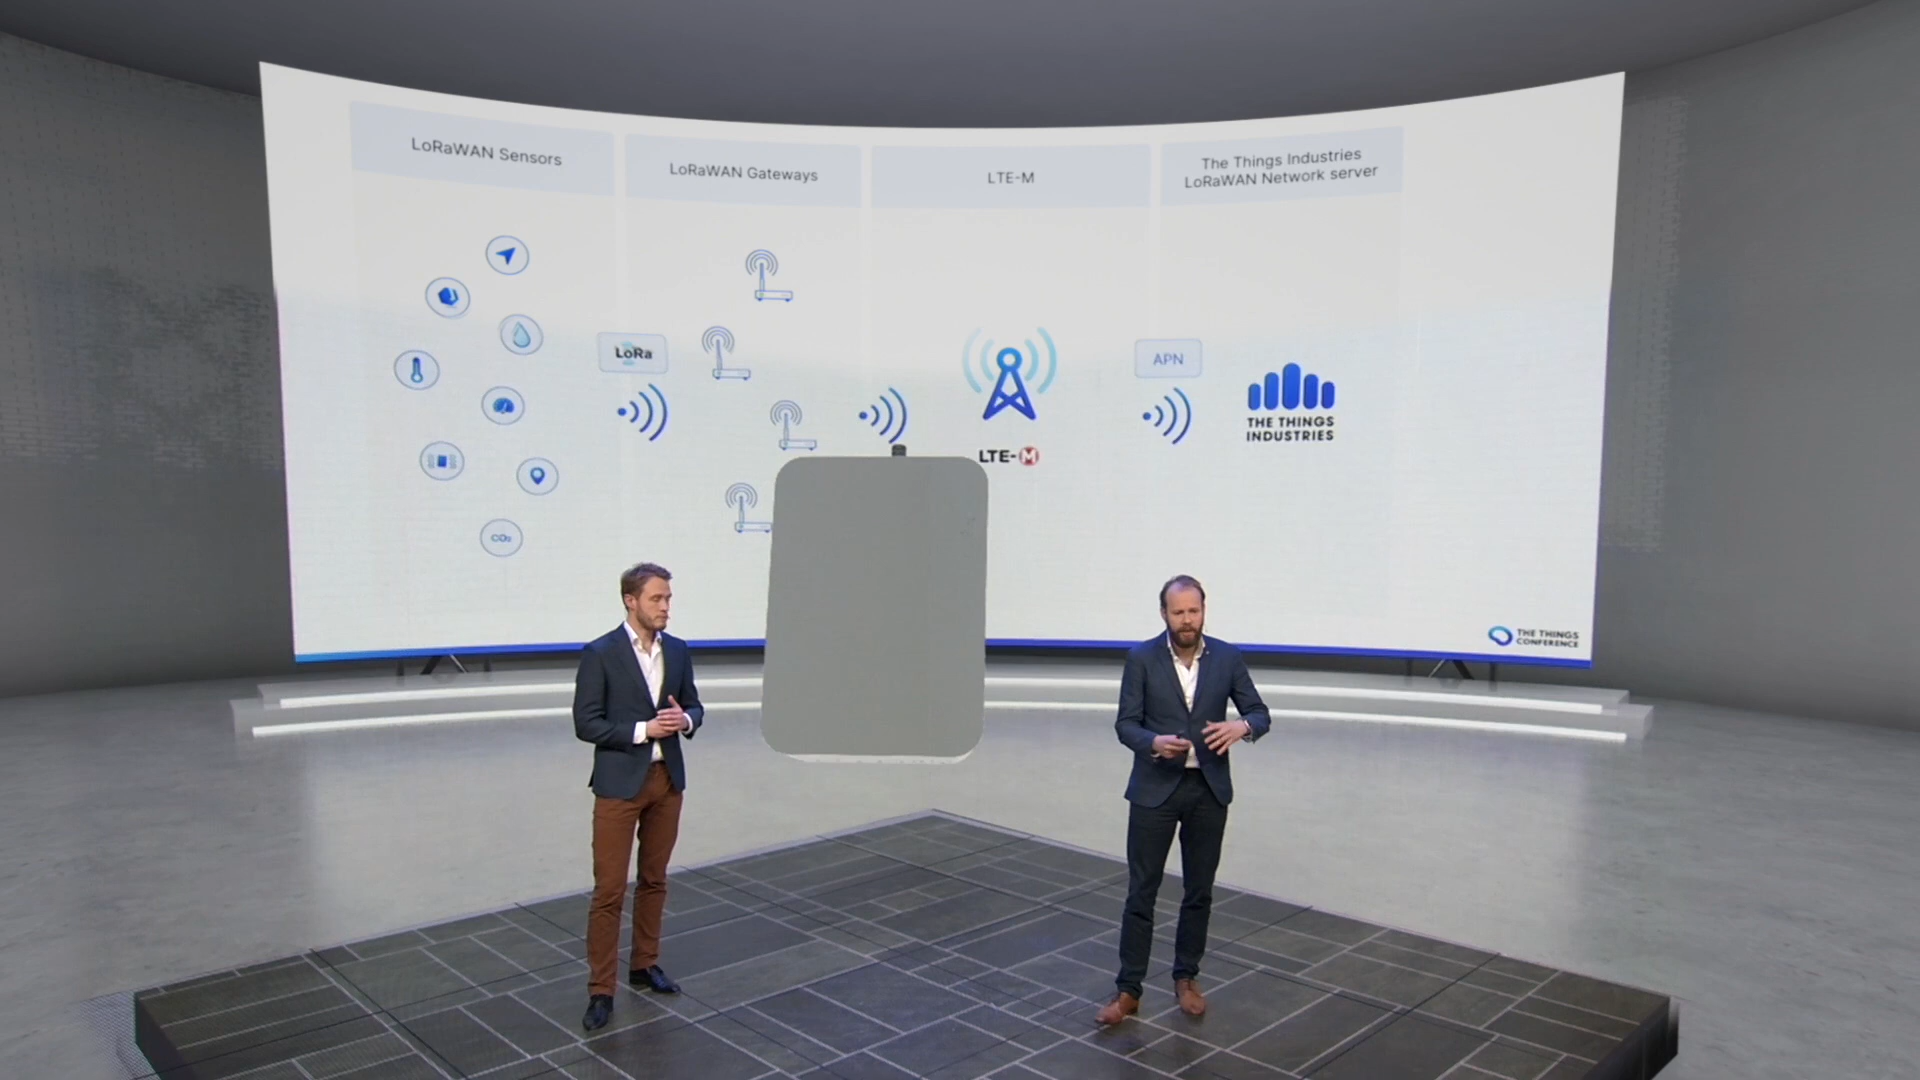 LoRaWAN Sensors
LoRaWAN Gateways
LTE-M
The Things Industries
LoRaWAN Network server
LoRa
APN
THE THINGS
INDUSTRIES
LTE-M
CO₂
THE THINGS
CONFERENCE